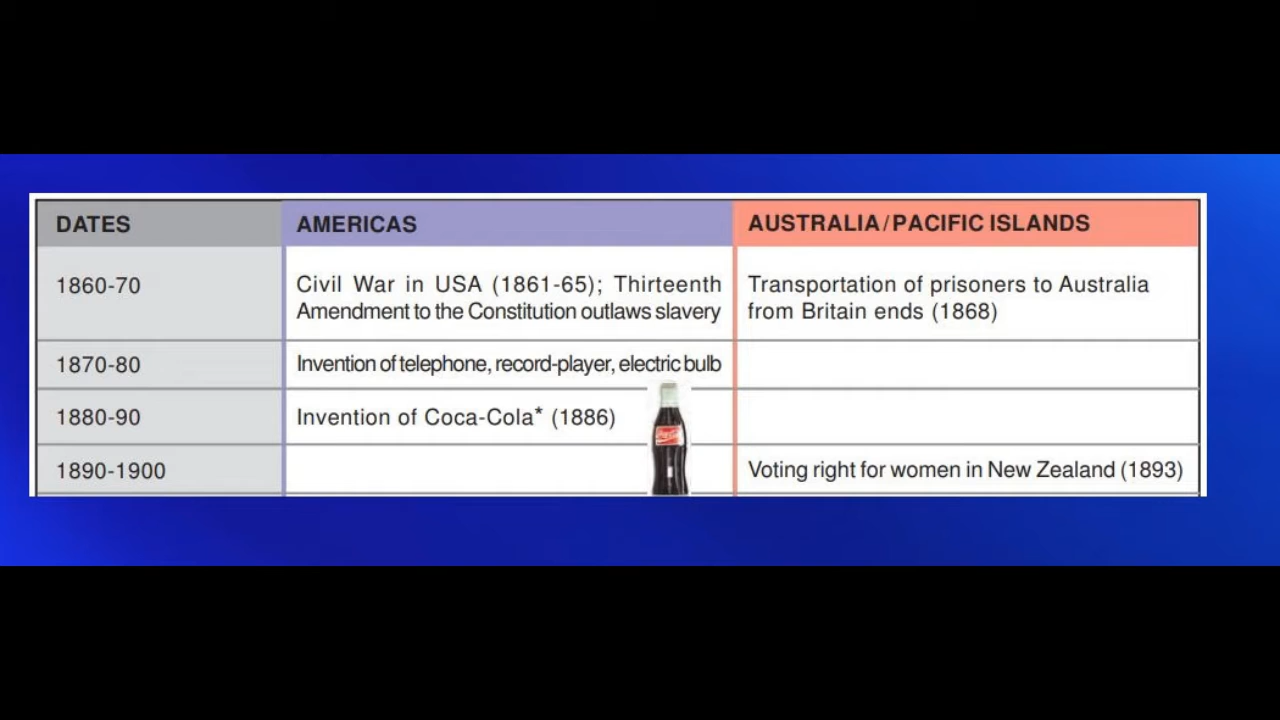 DATES AMERICAS AUSTRALIA/PACIFIC ISLANDS
1860-70 Civil War in USA (1861-65); Thirteenth Transportation of prisoners to Australia
Amendment to the Constitution outlaws slavery from Britain ends (1868)
1870-80 Invention of telephone, record-player, electric bulb
1880-90 Invention of Coca-Cola* (1886)
Coca-Cola
1890-1900 Voting right for women in New Zealand (1893)